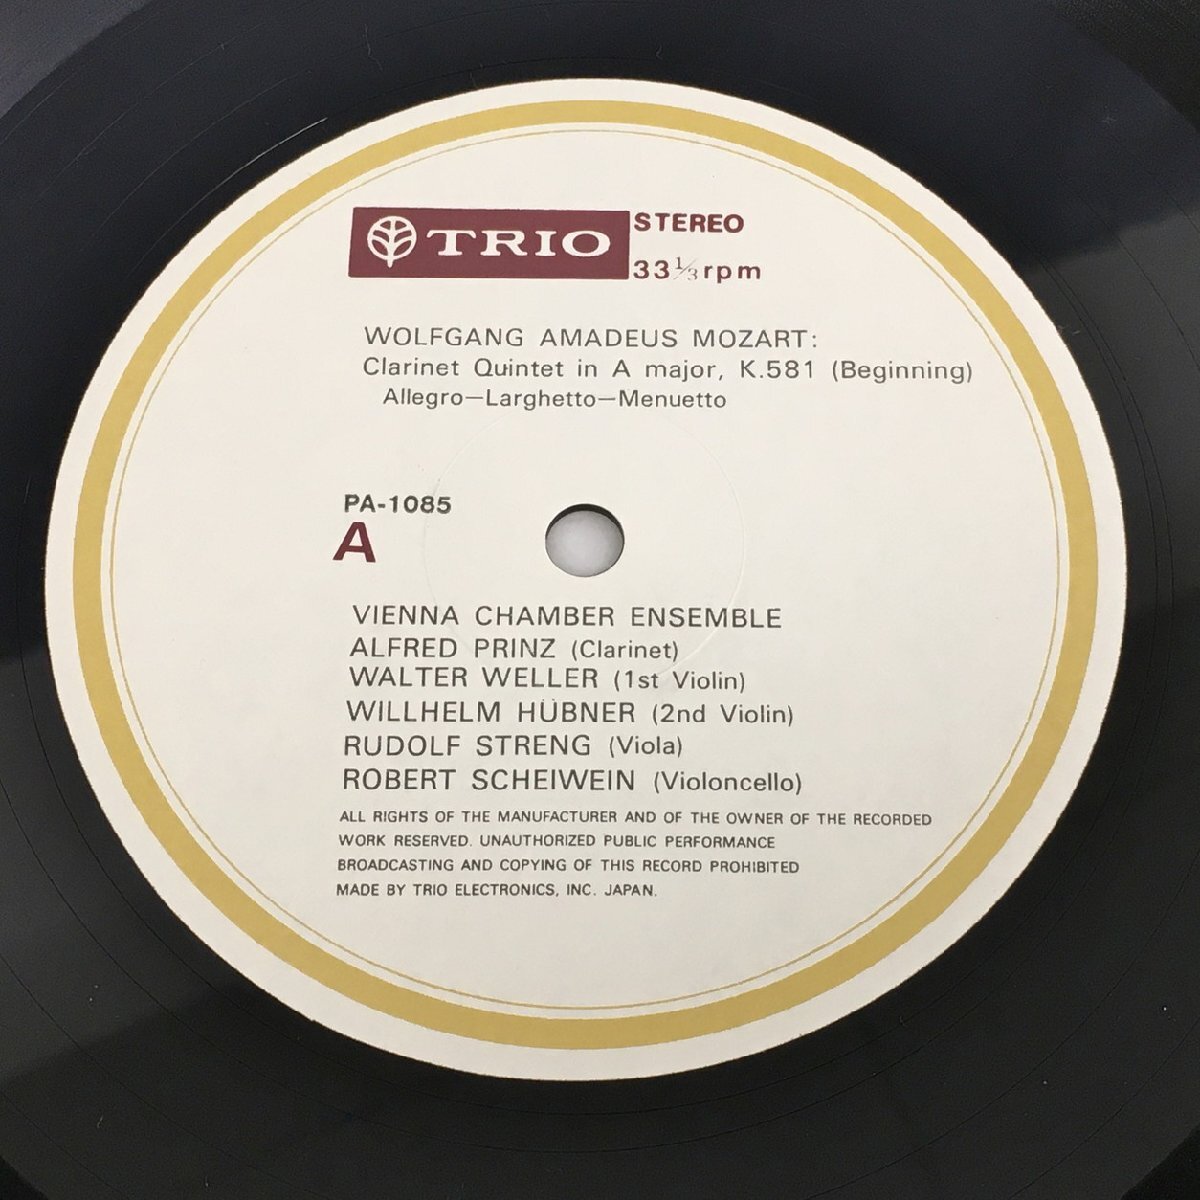 TRIO STEREO
33⅓rpm
WOLFGANG AMADEUS MOZART:
Clarinet Quintet in A major, K.581 (Beginning)
Allegro—Larghetto—Menuetto
PA-1085
A
VIENNA CHAMBER ENSEMBLE
ALFRED PRINZ (Clarinet)
WALTER WELLER (1st Violin)
WILLHELM HÜBNER (2nd Violin)
RUDOLF STRENG (Viola)
ROBERT SCHEIWEIN (Violoncello)
ALL RIGHTS OF THE MANUFACTURER AND OF THE OWNER OF THE RECORDED
WORK RESERVED. UNAUTHORIZED PUBLIC PERFORMANCE
BROADCASTING AND COPYING OF THIS RECORD PROHIBITED
MADE BY TRIO ELECTRONICS, INC. JAPAN.